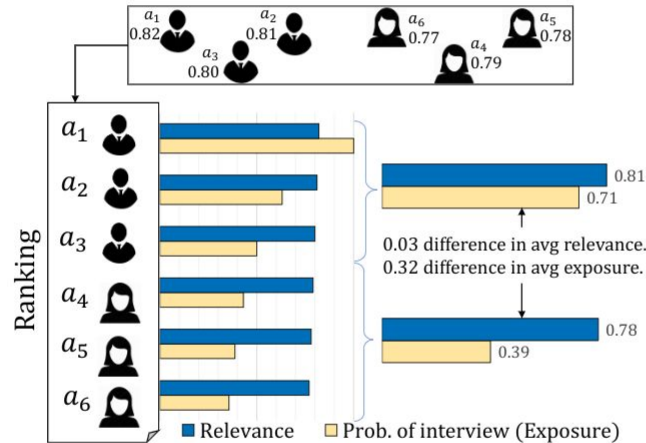 a1
0.82
a2
0.81
a3
0.80
a6
0.77
a4
0.79
a5
0.78
Ranking
a1
a2
a3
a4
a5
a6
0.81
0.71
0.03 difference in avg relevance.
0.32 difference in avg exposure.
0.78
0.39
Relevance
Prob. of interview (Exposure)